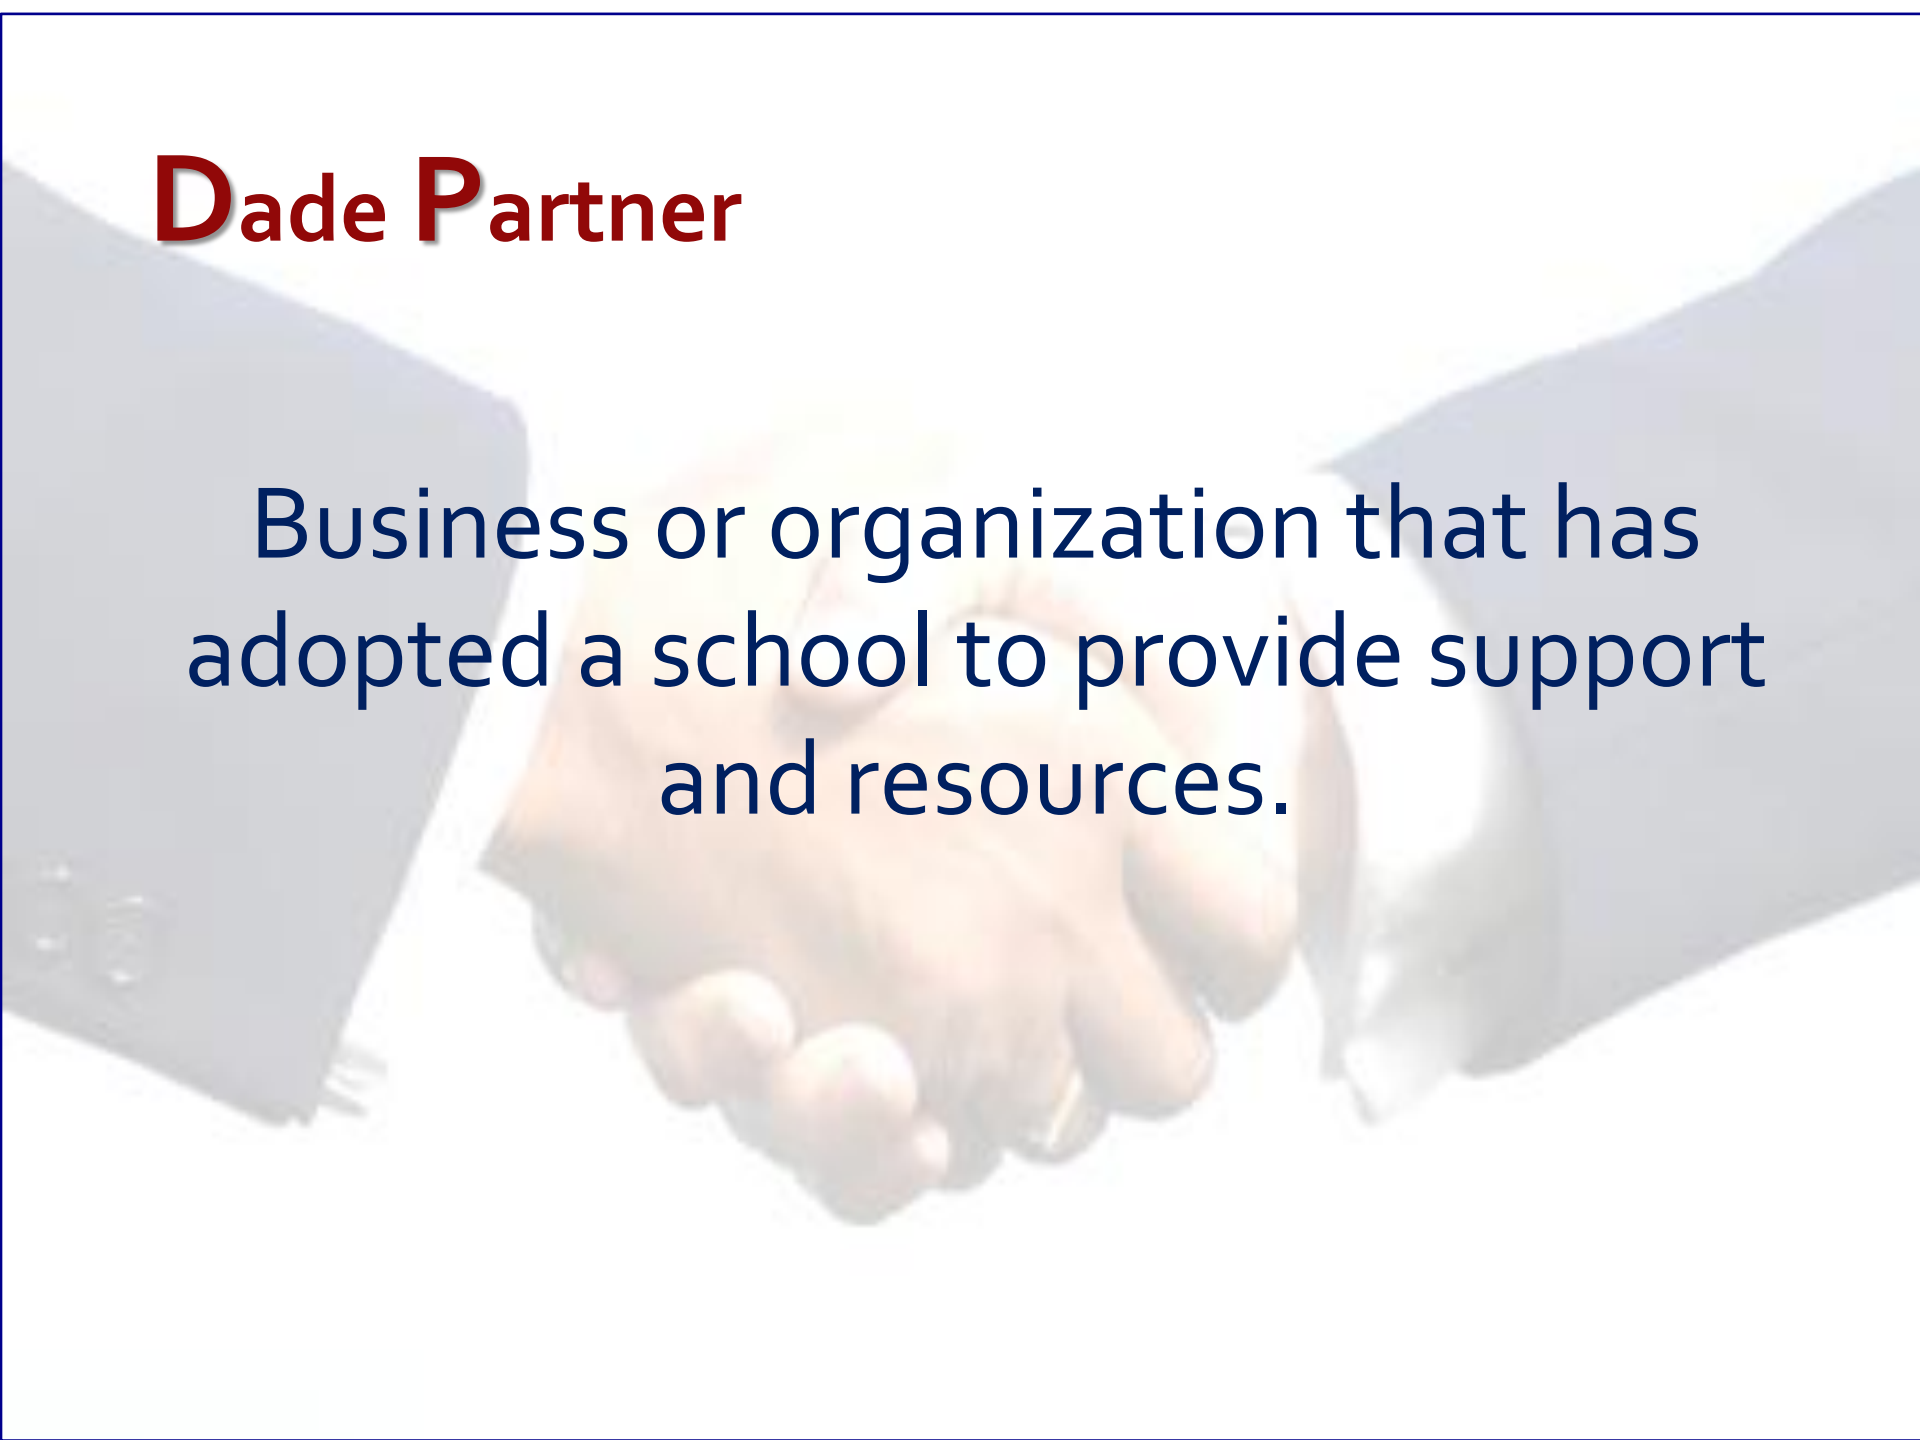 Dade Partner
Business or organization that has
adopted a school to provide support
and resources.